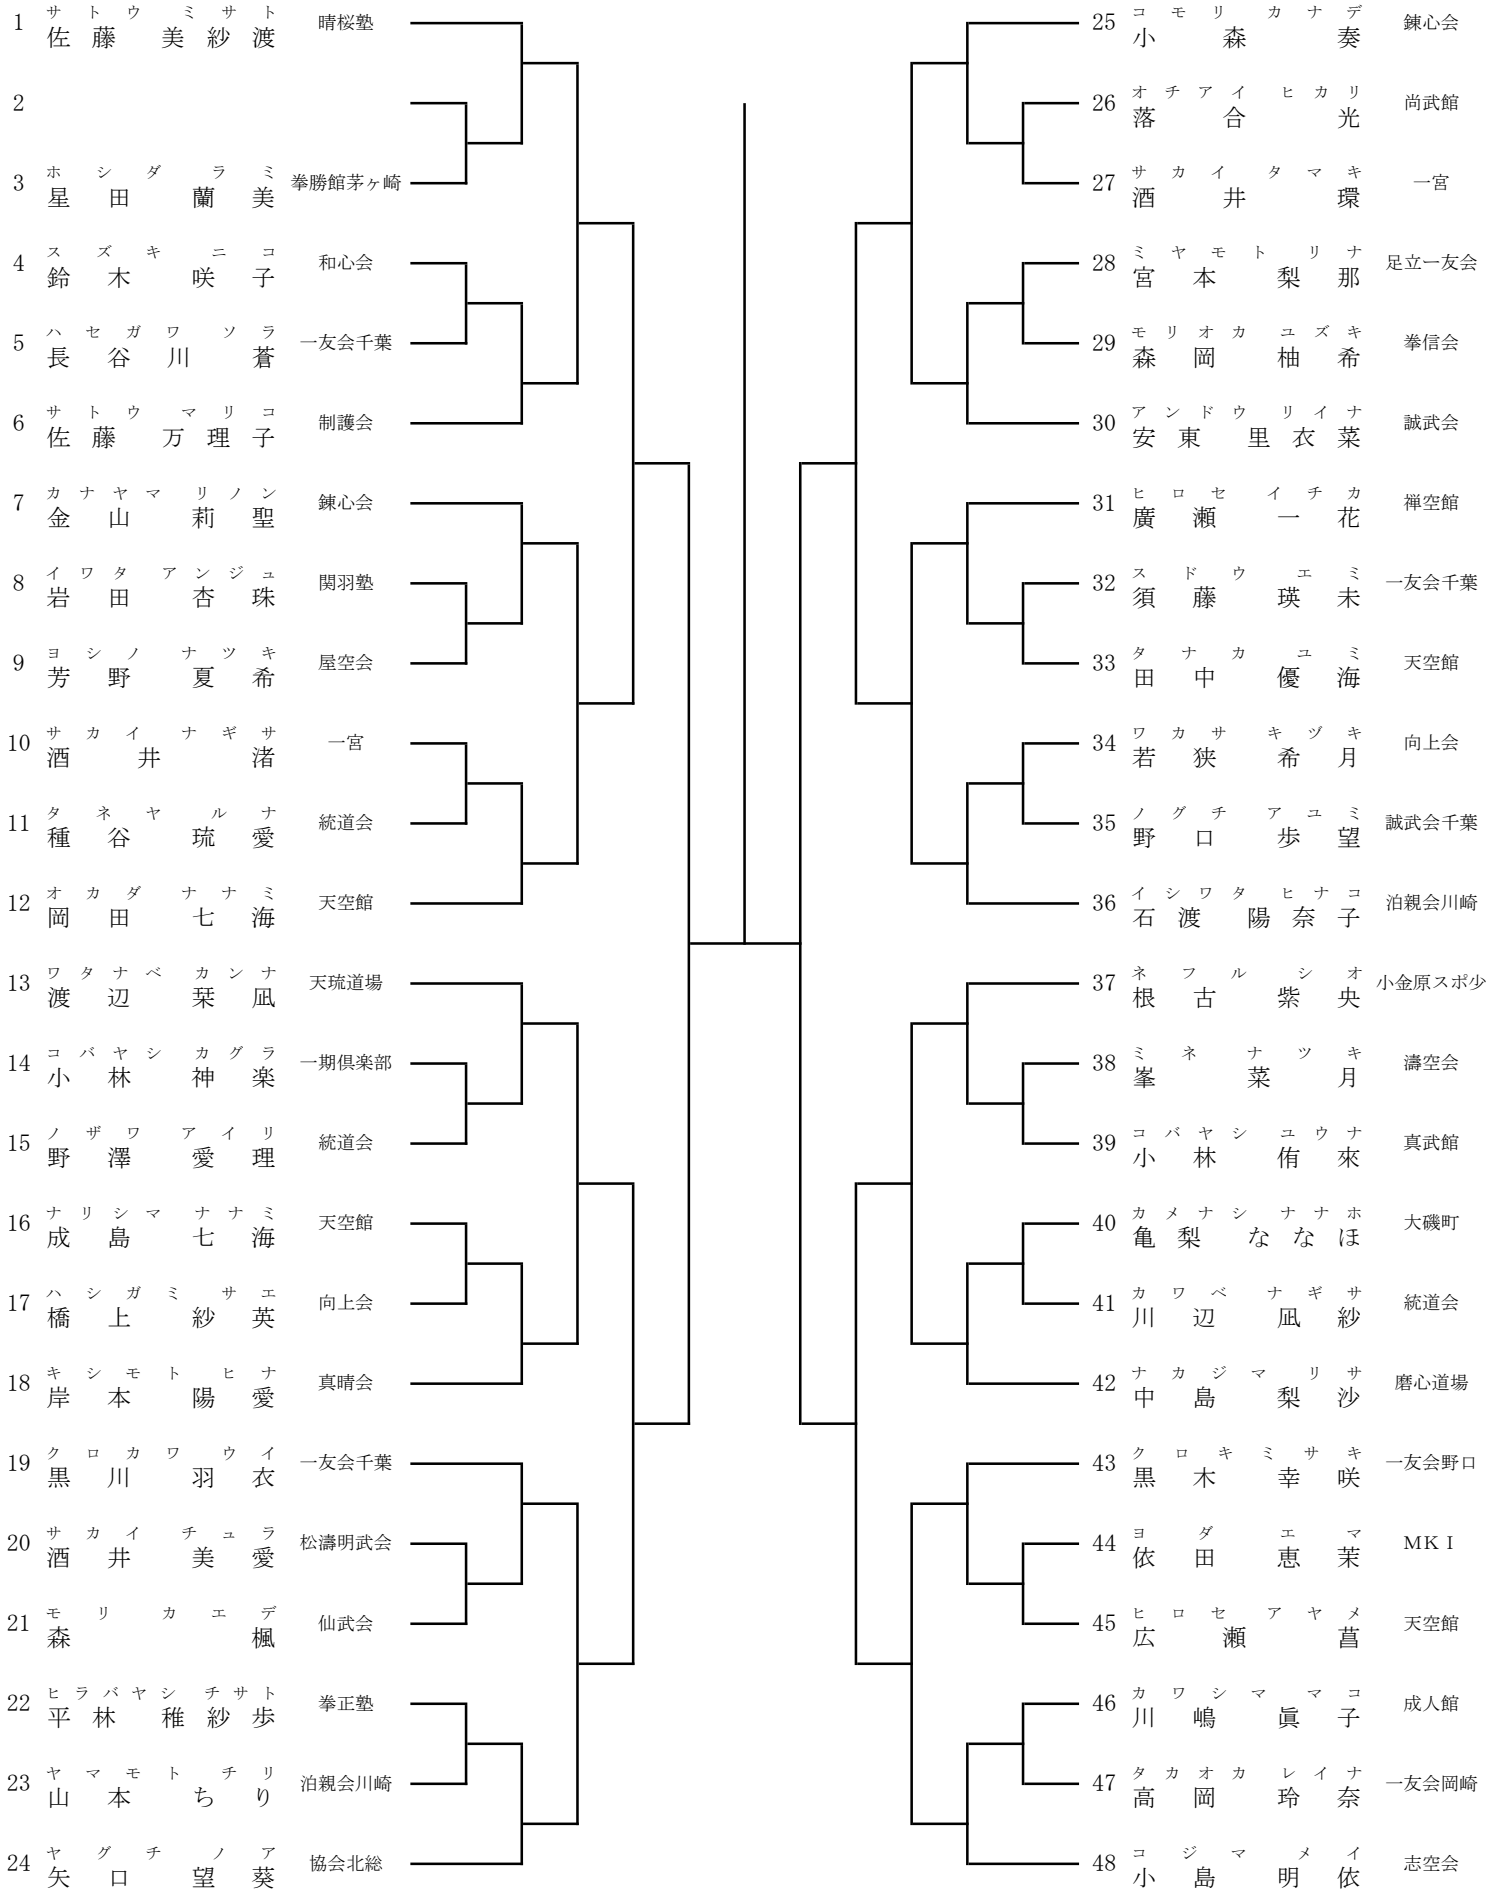 1 サトウ ミサト
佐藤 美紗渡 晴桜塾
2
3 ホシダ ラミ
星田 蘭美 拳勝館茅ヶ崎
4 スズキ ニコ
鈴木 咲子 和心会
5 ハセガワ ソラ
長谷川 蒼 一友会千葉
6 サトウ マリコ
佐藤 万理子 制護会
7 カナヤマ リノン
金山 莉聖 錬心会
8 イワタ アンジュ
岩田 杏珠 関羽塾
9 ヨシノ ナツキ
芳野 夏希 屋空会
10 サカイ ナギサ
酒井 渚 一宮
11 タネヤ ルナ
種谷 琉愛 統道会
12 オカダ ナナミ
岡田 七海 天空館
13 ワタナベ カンナ
渡辺 栞凪 天琉道場
14 コバヤシ カグラ
小林 神楽 一期倶楽部
15 ノザワ アイリ
野澤 愛理 統道会
16 ナリシマ ナナミ
成島 七海 天空館
17 ハシガミ サエ
橋上 紗英 向上会
18 キシモト ヒナ
岸本 陽愛 真晴会
19 クロカワ ウイ
黒川 羽衣 一友会千葉
20 サカイ チュラ
酒井 美愛 松濤明武会
21 モリ カエデ
森 楓 仙武会
22 ヒラバヤシ チサト
平林 稚紗歩 拳正塾
23 ヤマモト チリ
山本 ちり 泊親会川崎
24 ヤグチ ノア
矢口 望葵 協会北総
25 コモリ カナデ
小森 奏 錬心会
26 オチアイ ヒカリ
落合 光 尚武館
27 サカイ タマキ
酒井 環 一宮
28 ミヤモト リナ
宮本 梨那 足立一友会
29 モリオカ ユズキ
森岡 柚希 拳信会
30 アンドウ リイナ
安東 里衣菜 誠武会
31 ヒロセ イチカ
廣瀬 一花 禅空館
32 スドウ エミ
須藤 瑛未 一友会千葉
33 タナカ ユミ
田中 優海 天空館
34 ワカサ キヅキ
若狭 希月 向上会
35 ノグチ アユミ
野口 歩望 誠武会千葉
36 イシワタ ヒナコ
石渡 陽奈子 泊親会川崎
37 ネフル シオ
根古 紫央 小金原スポ少
38 ミネ ナツキ
峯 菜月 濤空会
39 コバヤシ ユウナ
小林 侑來 真武館
40 カメナシ ナナホ
亀梨 ななほ 大磯町
41 カワベ ナギサ
川辺 凪紗 統道会
42 ナカジマ リサ
中島 梨沙 磨心道場
43 クロキ ミサキ
黒木 幸咲 一友会野口
44 ヨダ エマ
依田 恵茉 MKI
45 ヒロセ アヤメ
広瀬 菖 天空館
46 カワシマ マコ
川嶋 眞子 成人館
47 タカオカ レイナ
高岡 玲奈 一友会岡崎
48 コジマ メイ
小島 明依 志空会